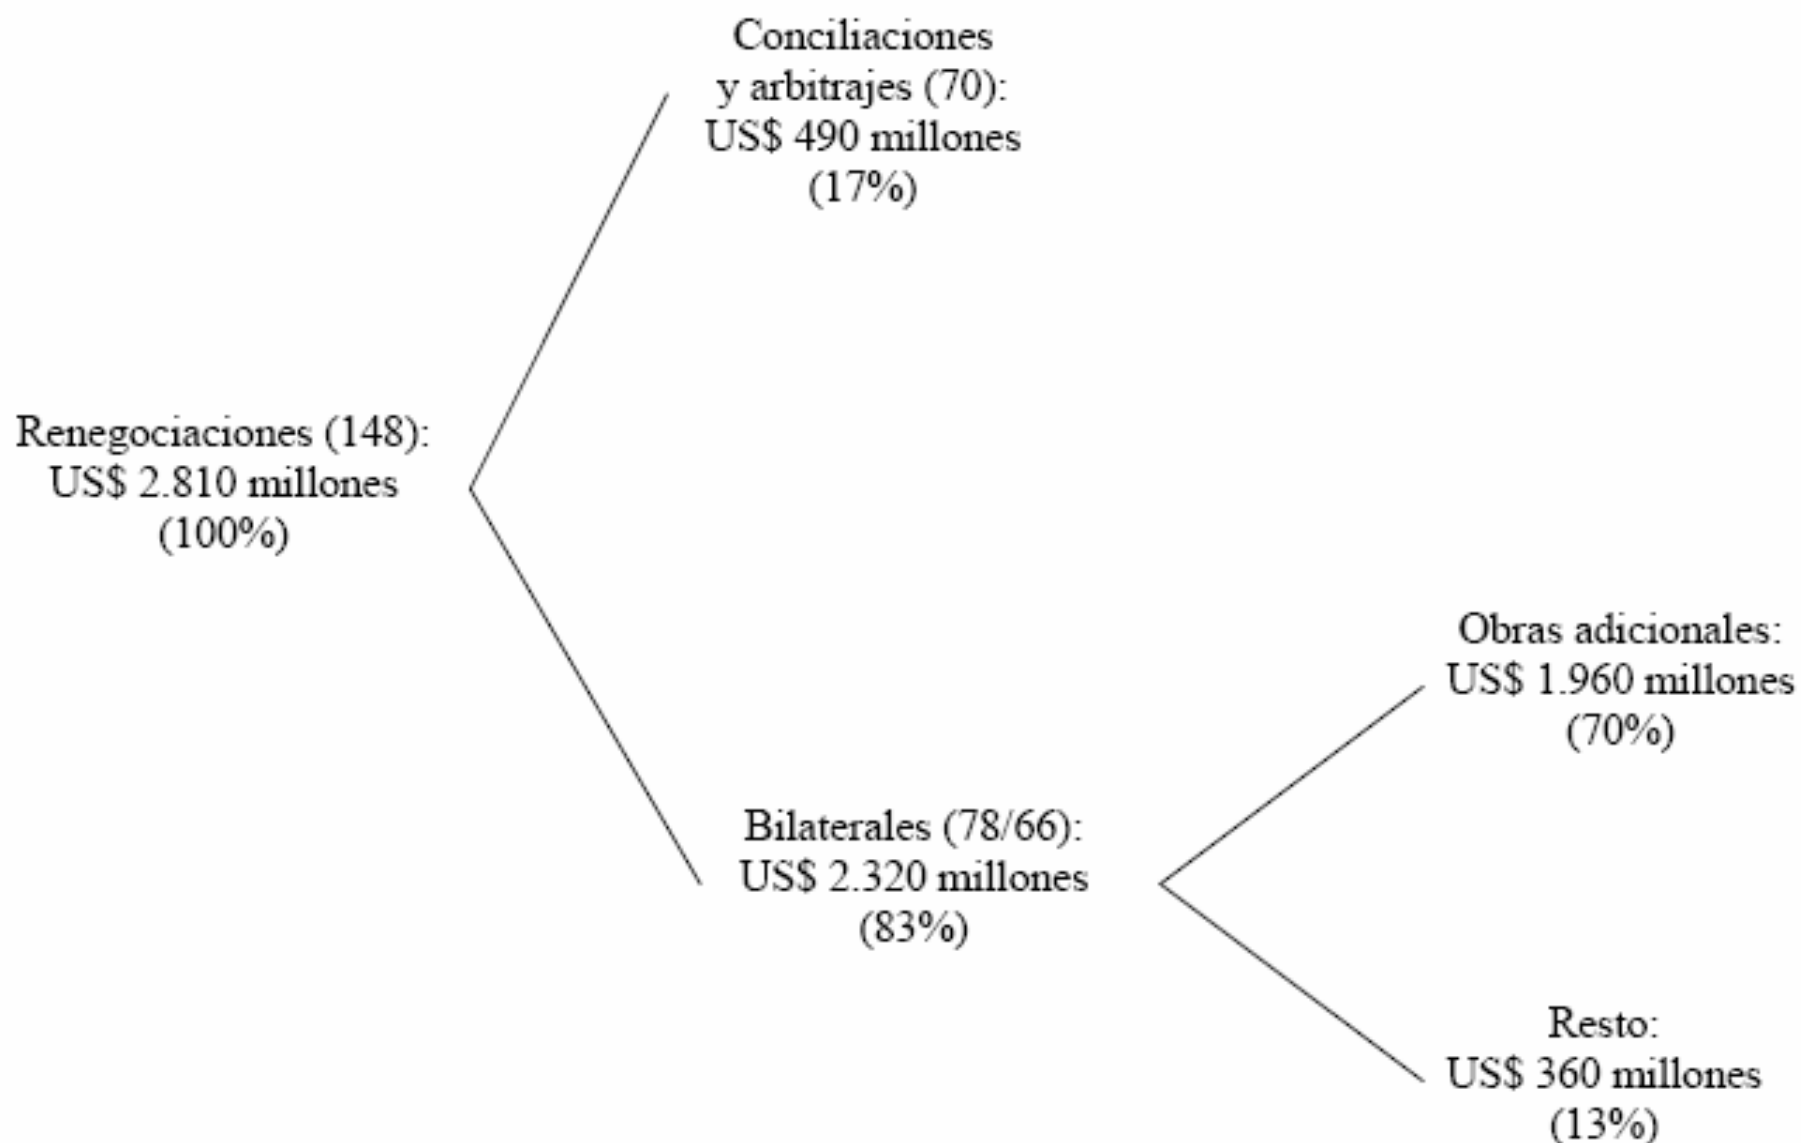 Conciliaciones
y arbitrajes (70):
US$ 490 millones
(17%)
Renegociaciones (148):
US$ 2.810 millones
(100%)
Obras adicionales:
US$ 1.960 millones
(70%)
Bilaterales (78/66):
US$ 2.320 millones
(83%)
Resto:
US$ 360 millones
(13%)